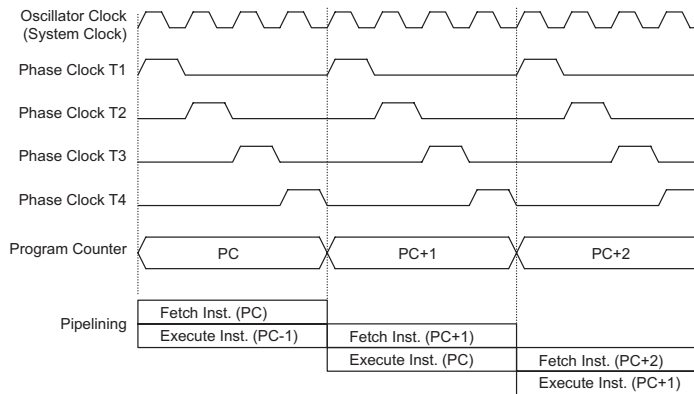 Oscillator Clock
(System Clock)
Phase Clock T1
Phase Clock T2
Phase Clock T3
Phase Clock T4
Program Counter
PC
PC+1
PC+2
Pipelining
Fetch Inst. (PC)
Execute Inst. (PC-1)
Fetch Inst. (PC+1)
Execute Inst. (PC)
Fetch Inst. (PC+2)
Execute Inst. (PC+1)